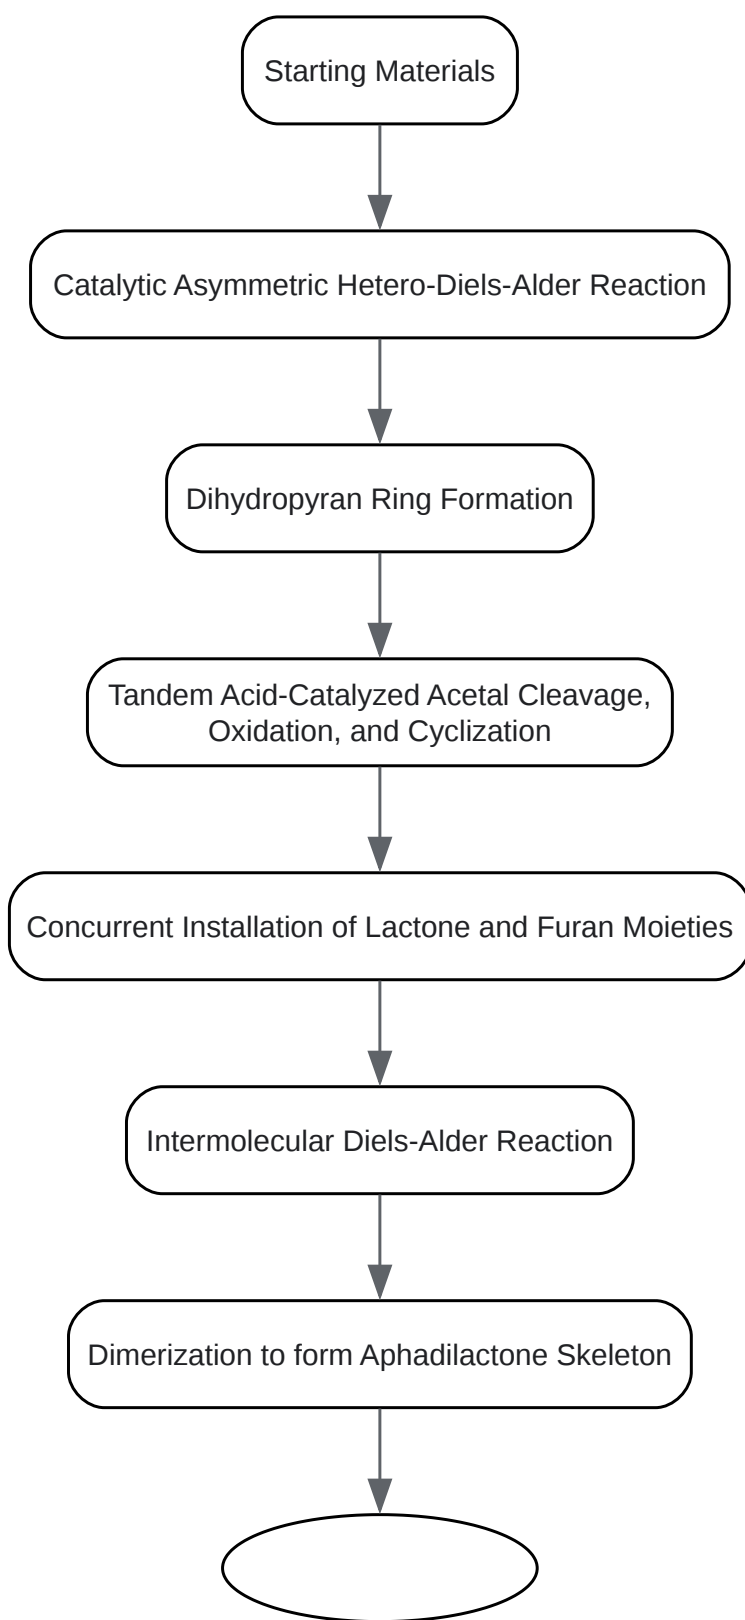 Starting Materials
Catalytic Asymmetric Hetero-Diels-Alder Reaction
Dihydropyran Ring Formation
Tandem Acid-Catalyzed Acetal Cleavage,
Oxidation, and Cyclization
Concurrent Installation of Lactone and Furan Moieties
Intermolecular Diels-Alder Reaction
Dimerization to form Aphadilactone Skeleton